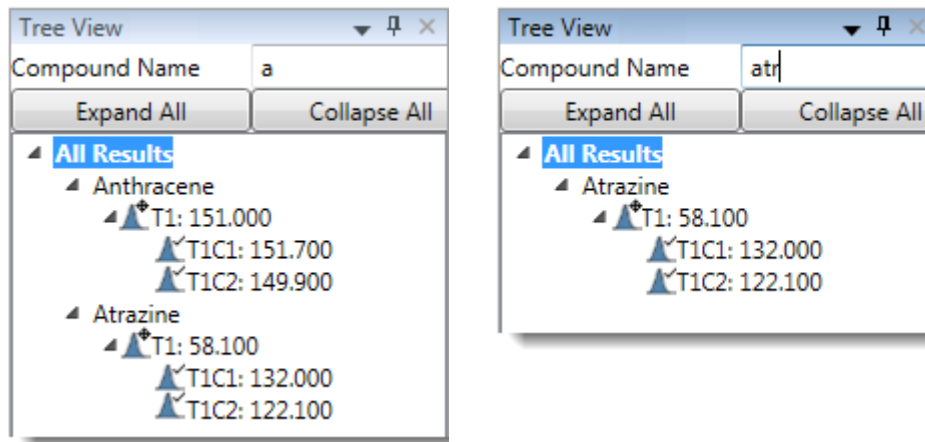 Tree View
Compound Name a
Expand All Collapse All
All Results
Anthracene
T1: 151.000
T1C1: 151.700
T1C2: 149.900
Atrazine
T1: 58.100
T1C1: 132.000
T1C2: 122.100
Tree View
Compound Name atr
Expand All Collapse All
All Results
Atrazine
T1: 58.100
T1C1: 132.000
T1C2: 122.100